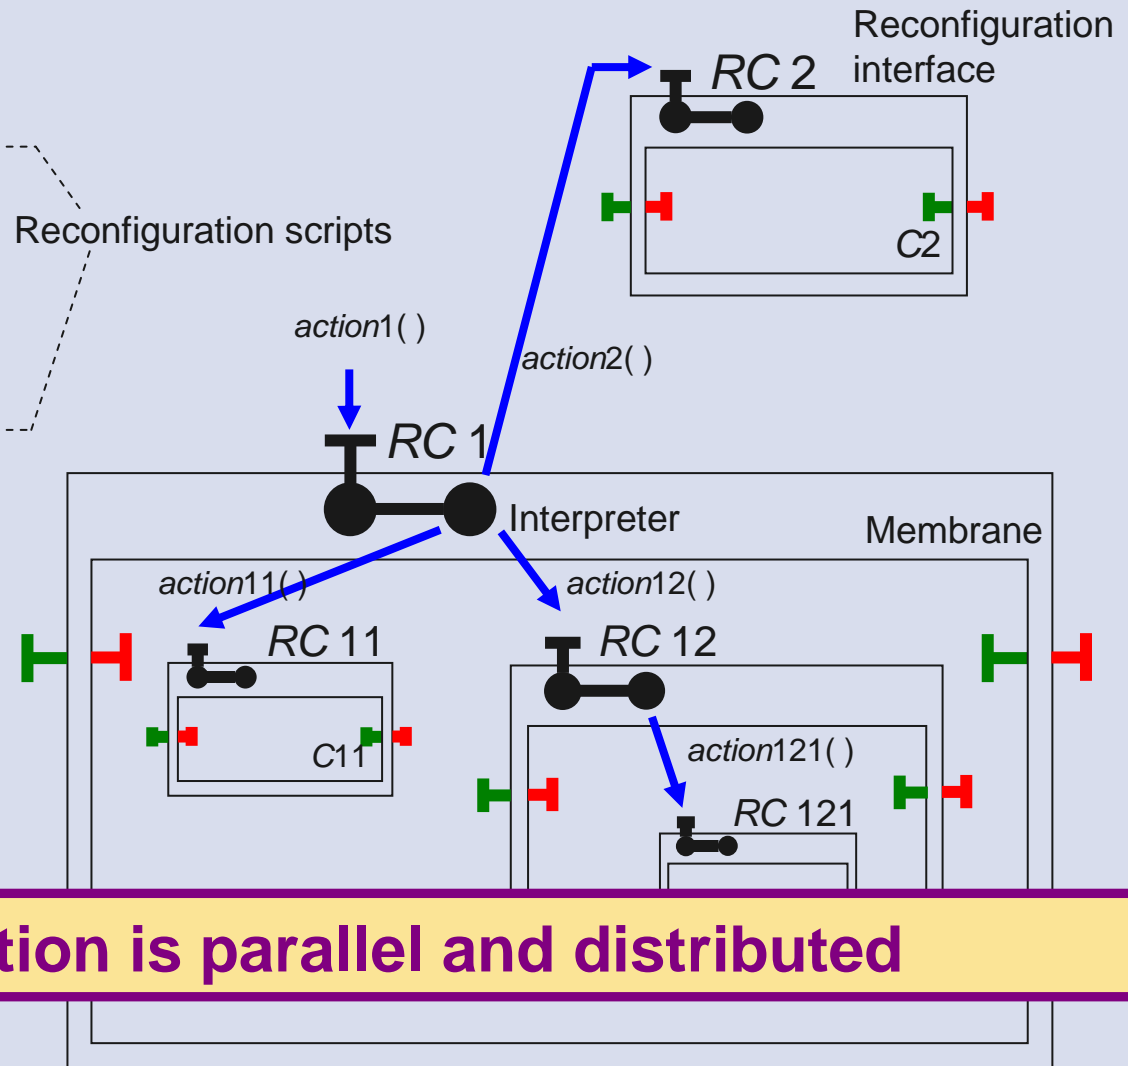 Reconfiguration
interface
RC 2
C2
Reconfiguration scripts
action1( )
action2( )
RC 1
Interpreter
Membrane
action11( )
action12( )
RC 11
RC 12
C11
action121( )
RC 121
tion is parallel and distributed